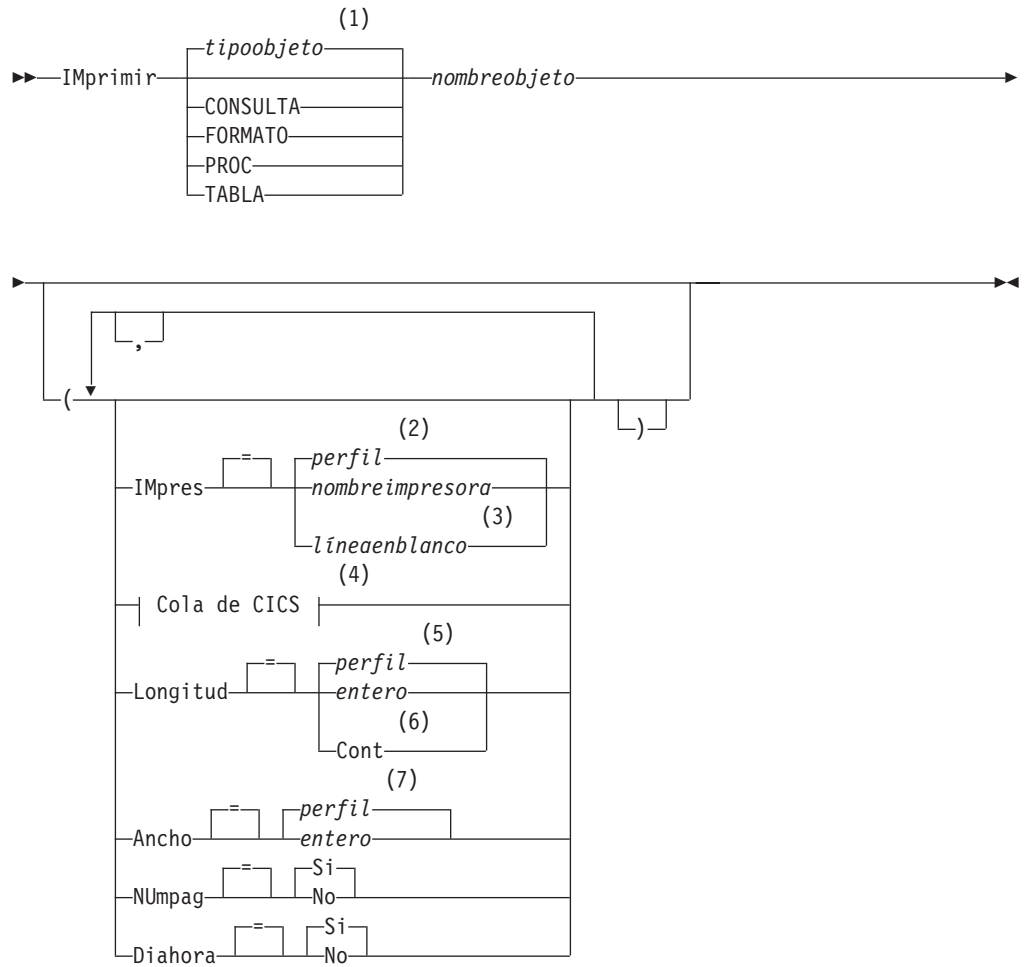 (1)
tipoobjeto
IMprimir nombreobjeto
CONSULTA
FORMATO
PROC
TABLA
,
( )
(2)
IMpres = perfil
nombreimpresora
(3)
líneaenblanco
(4)
Cola de CICS
(5)
Longitud = perfil
entero
(6)
Cont
(7)
Ancho = perfil
entero
NUmpag = Si
No
Diahora = Si
No